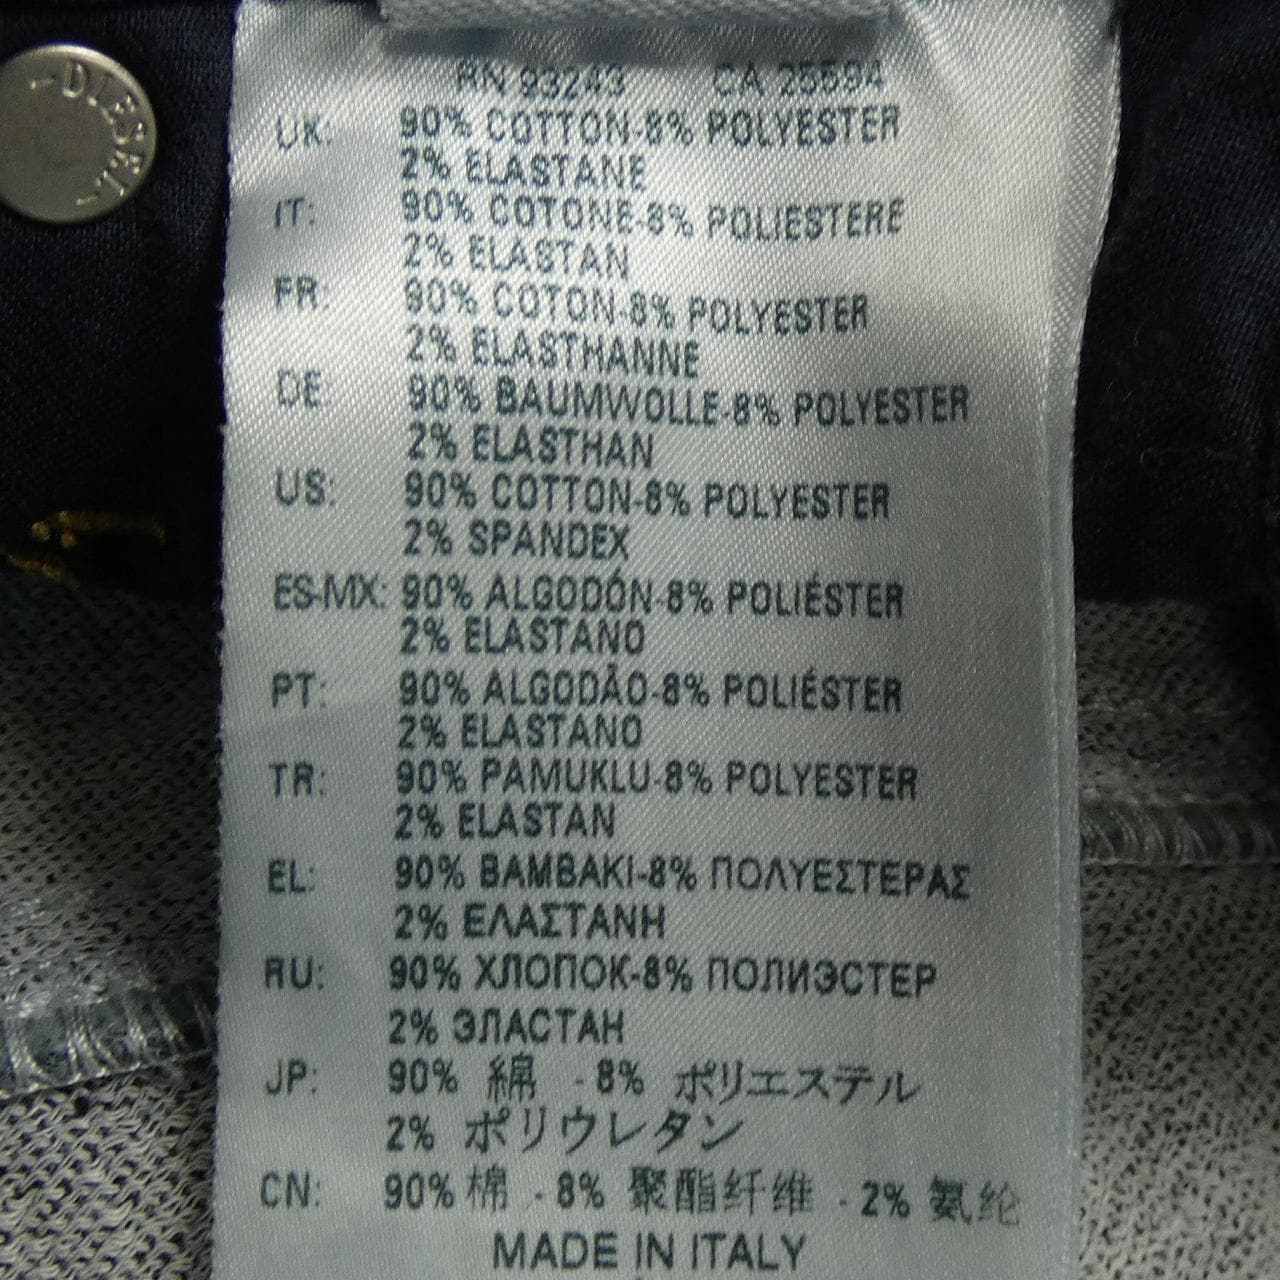 DIESEL
RN 93243 CA 25594
UK: 90% COTTON-8% POLYESTER
2% ELASTANE
IT: 90% COTONE-8% POLIESTERE
2% ELASTAN
FR: 90% COTON-8% POLYESTER
2% ELASTHANNE
DE: 90% BAUMWOLLE-8% POLYESTER
2% ELASTHAN
US: 90% COTTON-8% POLYESTER
2% SPANDEX
ES-MX: 90% ALGODÓN-8% POLIÉSTER
2% ELASTANO
PT: 90% ALGODÃO-8% POLIÉSTER
2% ELASTANO
TR: 90% PAMUKLU-8% POLYESTER
2% ELASTAN
EL: 90% BAMBAKI-8% ΠΟΛΥΕΣΤΕΡΑΣ
2% ΕΛΑΣΤΑΝΗ
RU: 90% ХЛОПОК-8% ПОЛИЭСТЕР
2% ЭЛАСТАН
JP: 90% 綿 - 8% ポリエステル
2% ポリウレタン
CN: 90% 棉 - 8% 聚酯纤维 - 2% 氨纶
MADE IN ITALY